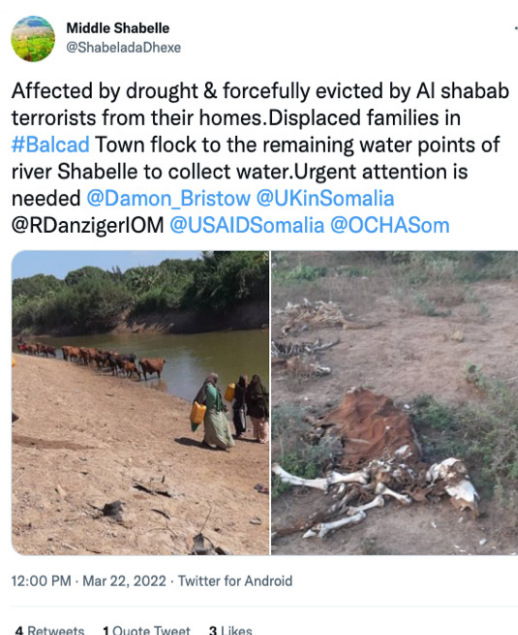 Middle Shabelle
@ShabeladaDhexe
Affected by drought & forcefully evicted by Al shabab
terrorists from their homes.Displaced families in
#Balcad Town flock to the remaining water points of
river Shabelle to collect water.Urgent attention is
needed @Damon_Bristow @UKinSomalia
@RDanzigerIOM @USAIDSomalia @OCHASom
12:00 PM · Mar 22, 2022 · Twitter for Android
4 Retweets 1 Quote Tweet 3 Likes